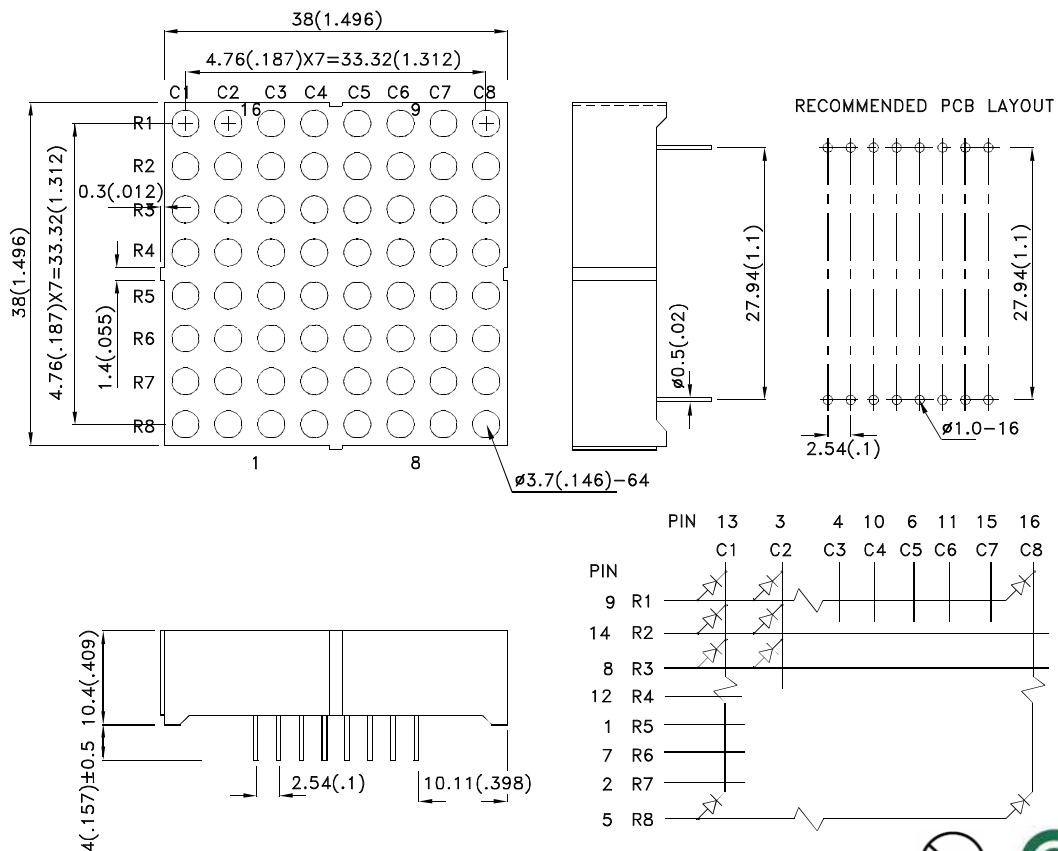 38(1.496)
4.76(.187)X7=33.32(1.312)
C1 C2 C3 C4 C5 C6 C7 C8
16 9
RECOMMENDED PCB LAYOUT
R1
R2
0.3(.012)
R3
R4
R5
R6
R7
R8
38(1.496)
4.76(.187)X7=33.32(1.312)
1.4(.055)
1 8
ø3.7(.146)-64
ø0.5(.02)
27.94(1.1)
27.94(1.1)
ø1.0-16
2.54(.1)
PIN 13 3 4 10 6 11 15 16
C1 C2 C3 C4 C5 C6 C7 C8
PIN
9 R1
14 R2
8 R3
12 R4
1 R5
7 R6
2 R7
5 R8
10.4(.409)
4(.157)±0.5
2.54(.1)
10.11(.398)